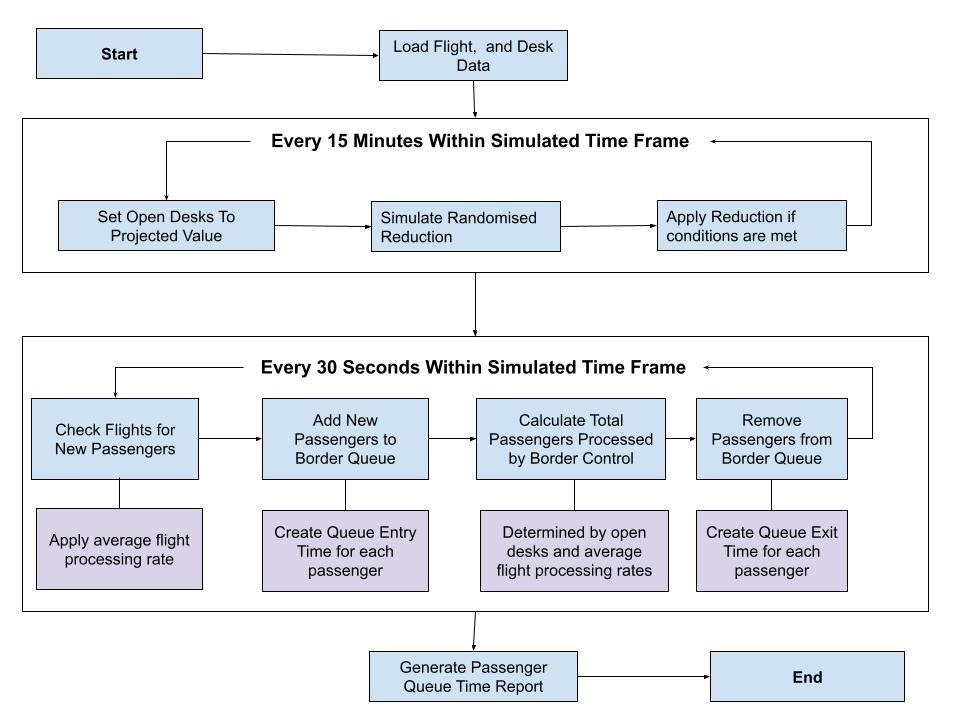 Start
Load Flight,  and Desk
Data
Every 15 Minutes Within Simulated Time Frame
Set Open Desks To
Projected Value
Simulate Randomised
Reduction
Apply Reduction if
conditions are met
Every 30 Seconds Within Simulated Time Frame
Check Flights for
New Passengers
Add New
Passengers to
Border Queue
Calculate Total
Passengers Processed
by Border Control
Remove
Passengers from
Border Queue
Apply average flight
processing rate
Create Queue Entry
Time for each
passenger
Determined by open
desks and average
flight processing rates
Create Queue Exit
Time for each
passenger
Generate Passenger
Queue Time Report
End